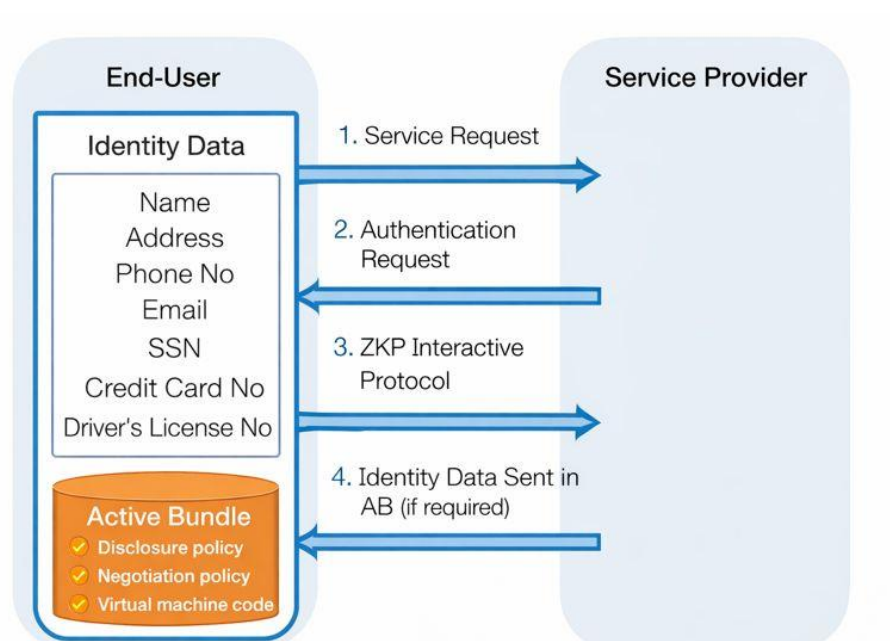 End-User
Service Provider
Identity Data
Name
Address
Phone No
Email
SSN
Credit Card No
Driver's License No
Active Bundle
Disclosure policy
Negotiation policy
Virtual machine code
1. Service Request
2. Authentication
Request
3. ZKP Interactive
Protocol
4. Identity Data Sent in
AB (if required)